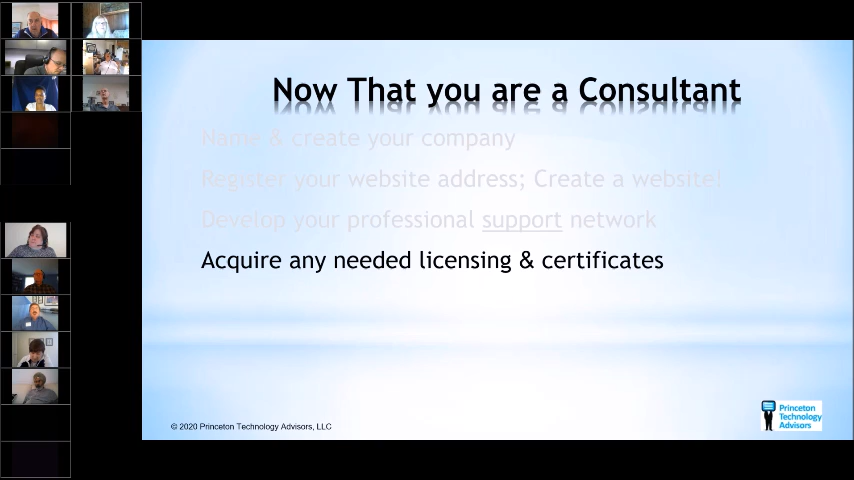 Now That you are a Consultant
Name & create your company
Register your website address; Create a website!
Develop your professional support network
Acquire any needed licensing & certificates
© 2020 Princeton Technology Advisors, LLC
Princeton
Technology
Advisors